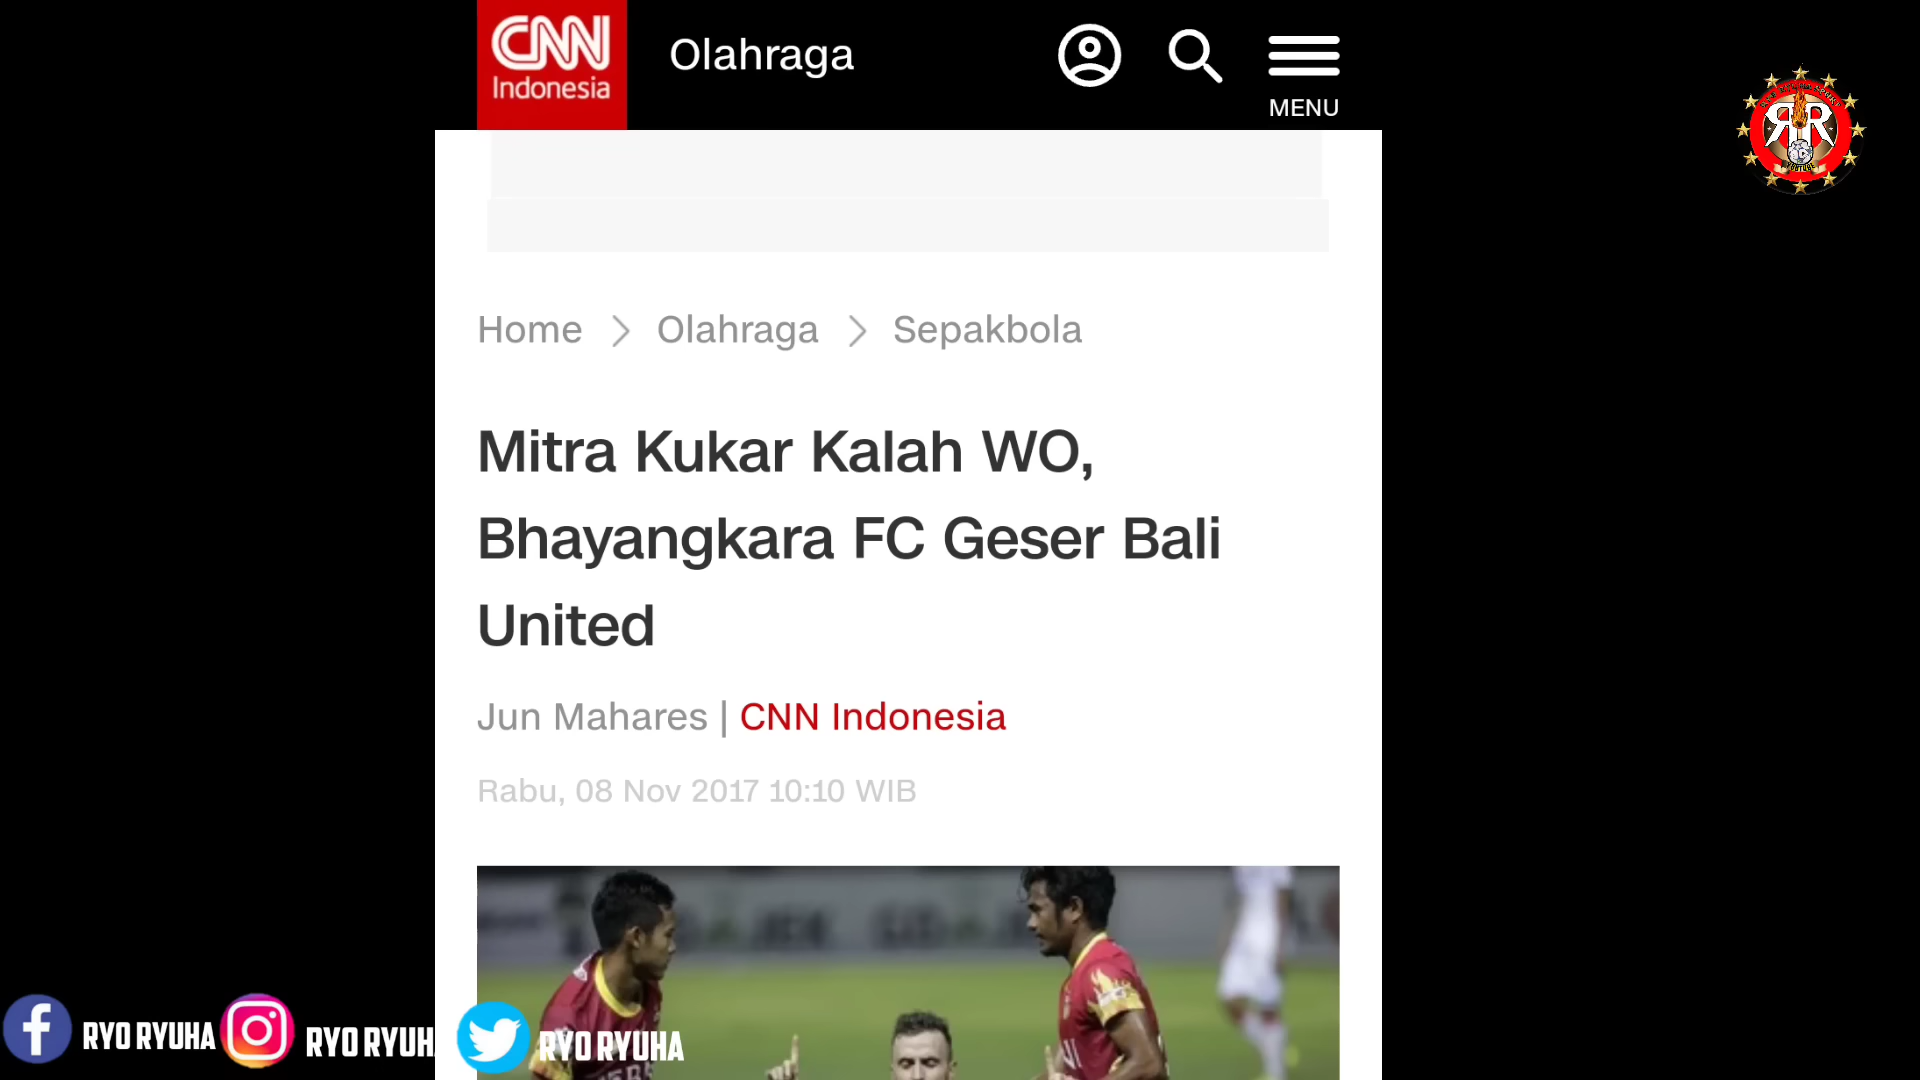 CNN
Indonesia
Olahraga
MENU
RR
Home > Olahraga > Sepakbola
Mitra Kukar Kalah WO,
Bhayangkara FC Geser Bali
United
Jun Mahares | CNN Indonesia
Rabu, 08 Nov 2017 10:10 WIB
RYO RYUHA
RYO RYUH
RYO RYUHA